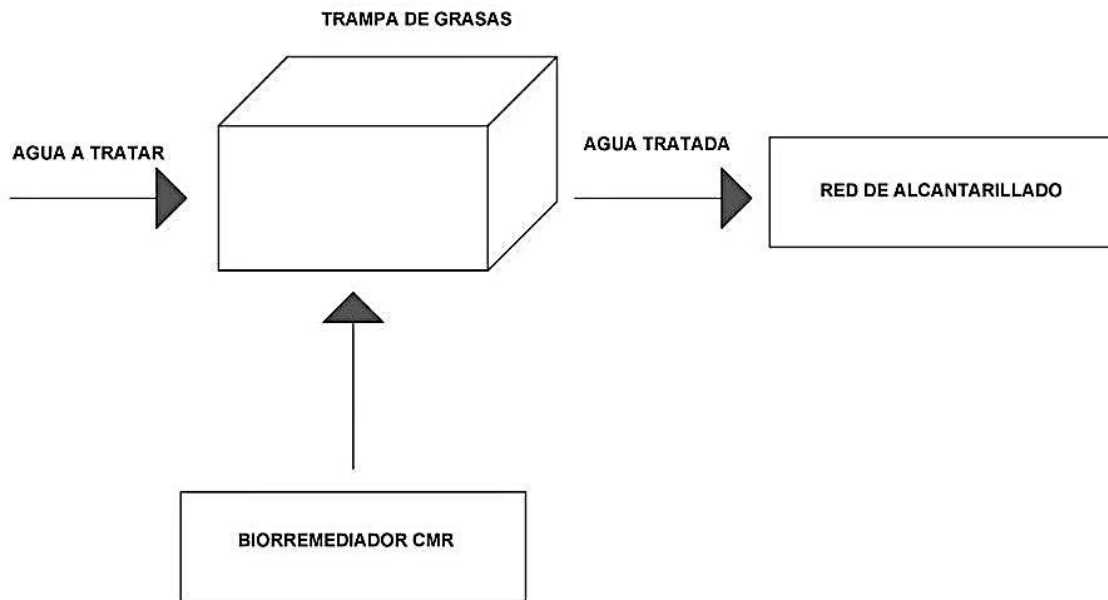 TRAMPA DE GRASAS
AGUA A TRATAR
AGUA TRATADA
RED DE ALCANTARILLADO
BIORREMEDIADOR CMR